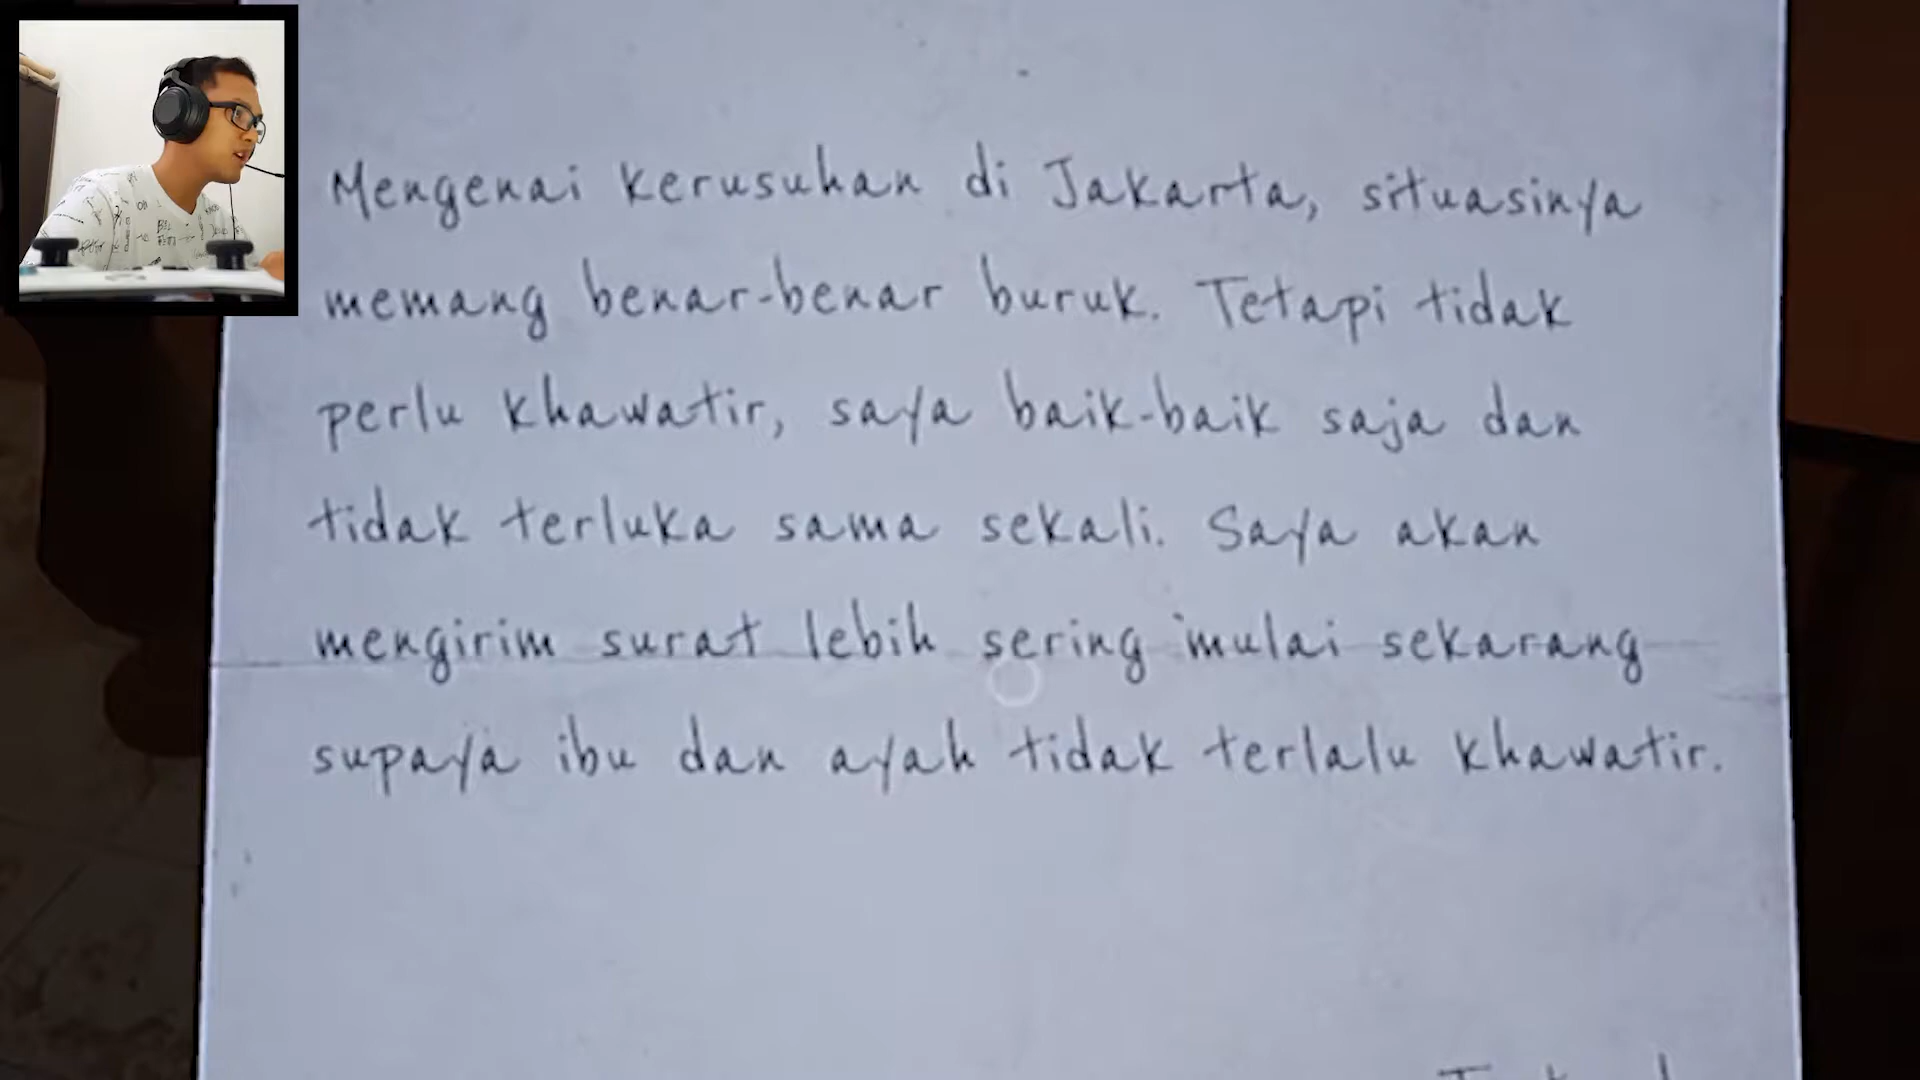 Mengenai kerusuhan di Jakarta, situasinya
memang benar-benar buruk. Tetapi tidak
perlu khawatir, saya baik-baik saja dan
tidak terluka sama sekali. Saya akan
mengirim surat lebih sering mulai sekarang
supaya ibu dan ayah tidak terlalu khawatir.